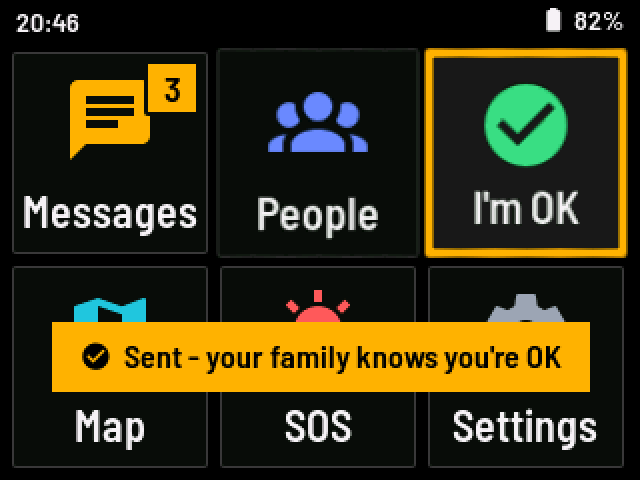 20:46
82%
3
Messages
People
I'm OK
Sent - your family knows you're OK
Map
SOS
Settings